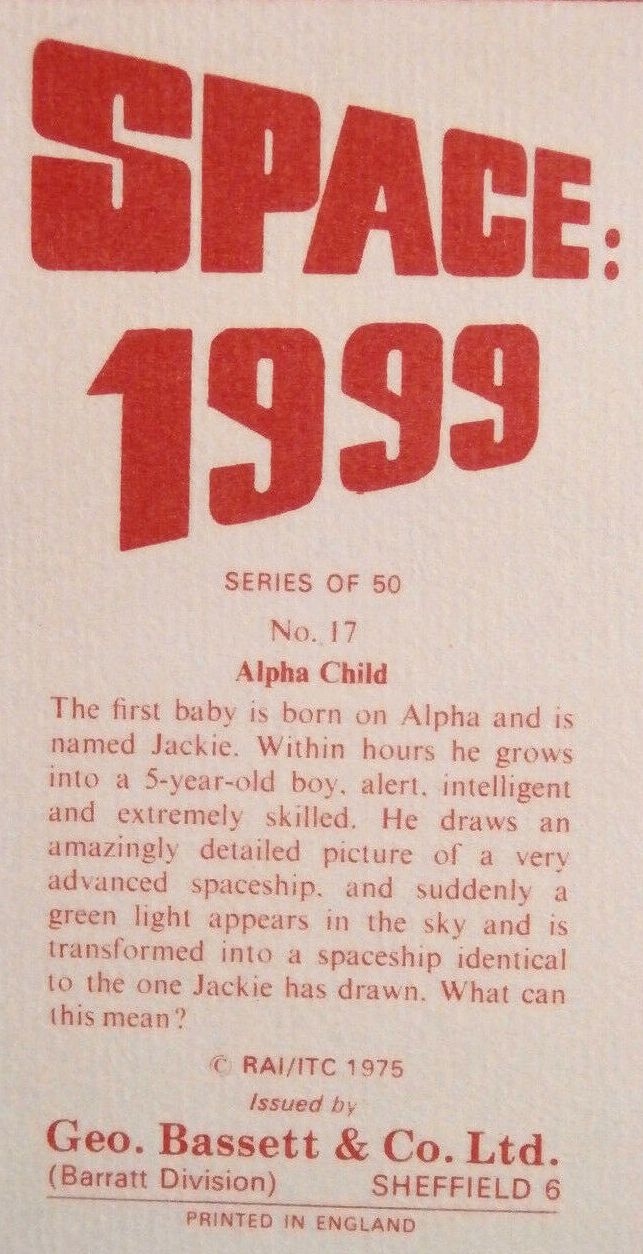 SPACE:
1999
SERIES OF 50
No. 17
Alpha Child
The first baby is born on Alpha and is
named Jackie. Within hours he grows
into a 5-year-old boy, alert, intelligent
and extremely skilled. He draws an
amazingly detailed picture of a very
advanced spaceship, and suddenly a
green light appears in the sky and is
transformed into a spaceship identical
to the one Jackie has drawn. What can
this mean?
© RAI/ITC 1975
Issued by
Geo. Bassett & Co. Ltd.
(Barratt Division) SHEFFIELD 6
PRINTED IN ENGLAND